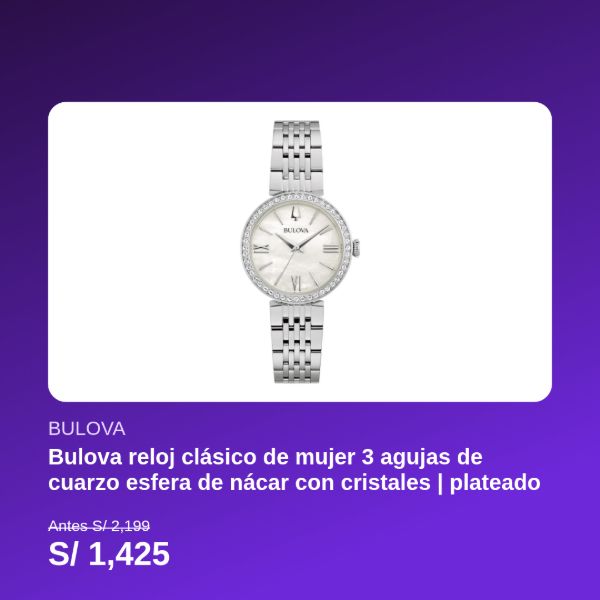 BULOVA
BULOVA
Bulova reloj clásico de mujer 3 agujas de
cuarzo esfera de nácar con cristales | plateado
Antes S/ 2,199
S/ 1,425